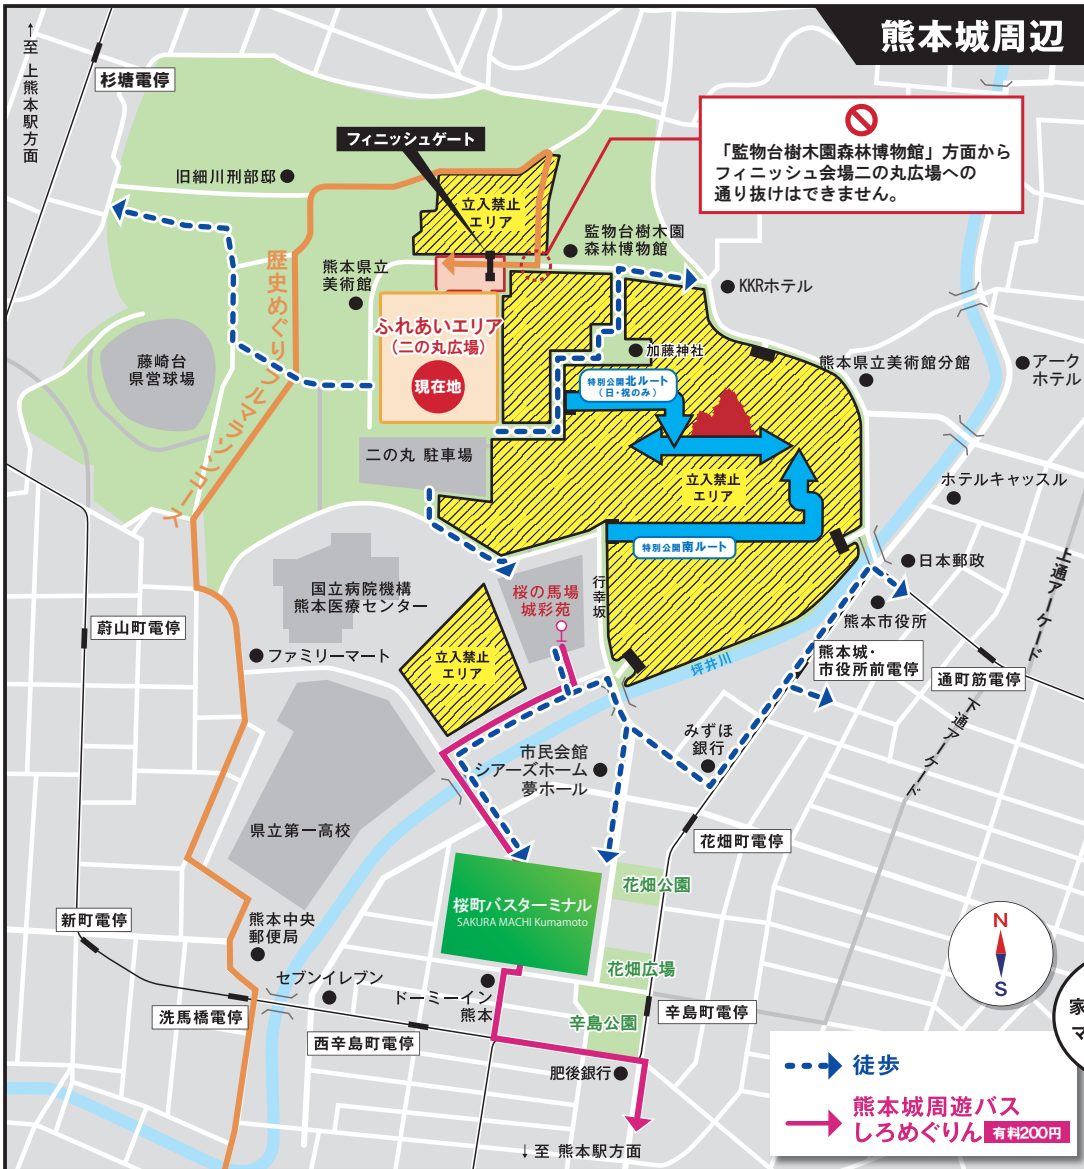 熊本城周辺
↑至 上熊本駅方面
杉塘電停
フィニッシュゲート
「監物台樹木園森林博物館」方面から
フィニッシュ会場二の丸広場への
通り抜けはできません。
旧細川刑部邸
立入禁止
エリア
監物台樹木園
森林博物館
歴史めぐりフルマラソンコース
熊本県立
美術館
KKRホテル
ふれあいエリア
(二の丸広場)
現在地
藤崎台
県営球場
加藤神社
熊本県立美術館分館
アーク
ホテル
特別公開北ルート
(日・祝のみ)
二の丸 駐車場
立入禁止
エリア
ホテルキャッスル
特別公開南ルート
日本郵政
上通アーケード
国立病院機構
熊本医療センター
桜の馬場
城彩苑
行幸坂
熊本市役所
蔚山町電停
ファミリーマート
立入禁止
エリア
坪井川
熊本城・
市役所前電停
通町筋電停
下通アーケード
みずほ
銀行
市民会館
シアーズホーム
夢ホール
県立第一高校
花畑町電停
桜町バスターミナル
SAKURA MACHI Kumamoto
花畑公園
新町電停
熊本中央
郵便局
花畑広場
N
S
セブンイレブン
ドーミーイン
熊本
洗馬橋電停
辛島公園
辛島町電停
西辛島町電停
肥後銀行
家
マ
徒歩
熊本城周遊バス
しろめぐりん 有料200円
↓至 熊本駅方面